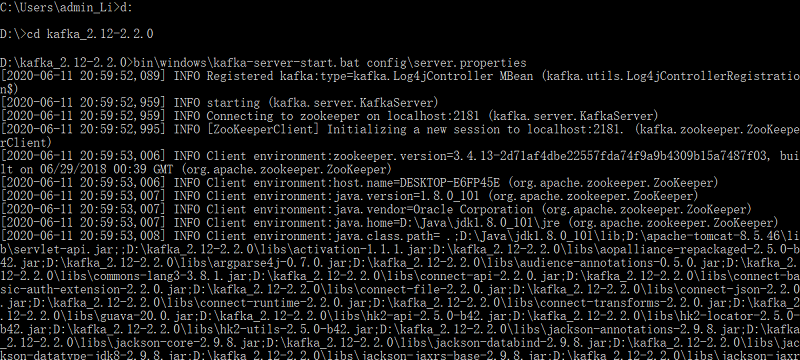 C:\Users\admin_Li>d:
D:\>cd kafka_2.12-2.2.0
D:\kafka_2.12-2.2.0>bin\windows\kafka-server-start.bat config\server.properties
[2020-06-11 20:59:52,089] INFO Registered kafka:type=kafka.Log4jController MBean (kafka.utils.Log4jControllerRegistratio
n$)
[2020-06-11 20:59:52,959] INFO starting (kafka.server.KafkaServer)
[2020-06-11 20:59:52,959] INFO Connecting to zookeeper on localhost:2181 (kafka.server.KafkaServer)
[2020-06-11 20:59:52,995] INFO [ZooKeeperClient] Initializing a new session to localhost:2181. (kafka.zookeeper.ZooKeepe
rClient)
[2020-06-11 20:59:53,006] INFO Client environment:zookeeper.version=3.4.13-2d71af4dbe22557fda74f9a9b4309b15a7487f03, bui
lt on 06/29/2018 00:39 GMT (org.apache.zookeeper.ZooKeeper)
[2020-06-11 20:59:53,006] INFO Client environment:host.name=DESKTOP-E6FP45E (org.apache.zookeeper.ZooKeeper)
[2020-06-11 20:59:53,007] INFO Client environment:java.version=1.8.0_101 (org.apache.zookeeper.ZooKeeper)
[2020-06-11 20:59:53,007] INFO Client environment:java.vendor=Oracle Corporation (org.apache.zookeeper.ZooKeeper)
[2020-06-11 20:59:53,007] INFO Client environment:java.home=D:\Java\jdk1.8.0_101\jre (org.apache.zookeeper.ZooKeeper)
[2020-06-11 20:59:53,008] INFO Client environment:java.class.path= .;D:\Java\jdk1.8.0_101\lib;D:\apache-tomcat-8.5.46\li
b\servlet-api.jar;;D:\kafka_2.12-2.2.0\libs\activation-1.1.1.jar;D:\kafka_2.12-2.2.0\libs\aopalliance-repackaged-2.5.0-b
42.jar;D:\kafka_2.12-2.2.0\libs\argparse4j-0.7.0.jar;D:\kafka_2.12-2.2.0\libs\audience-annotations-0.5.0.jar;D:\kafka_2.
12-2.2.0\libs\commons-lang3-3.8.1.jar;D:\kafka_2.12-2.2.0\libs\connect-api-2.2.0.jar;D:\kafka_2.12-2.2.0\libs\connect-ba
sic-auth-extension-2.2.0.jar;D:\kafka_2.12-2.2.0\libs\connect-file-2.2.0.jar;D:\kafka_2.12-2.2.0\libs\connect-json-2.2.0
.jar;D:\kafka_2.12-2.2.0\libs\connect-runtime-2.2.0.jar;D:\kafka_2.12-2.2.0\libs\connect-transforms-2.2.0.jar;D:\kafka_2
.12-2.2.0\libs\guava-20.0.jar;D:\kafka_2.12-2.2.0\libs\hk2-api-2.5.0-b42.jar;D:\kafka_2.12-2.2.0\libs\hk2-locator-2.5.0-
b42.jar;D:\kafka_2.12-2.2.0\libs\hk2-utils-2.5.0-b42.jar;D:\kafka_2.12-2.2.0\libs\jackson-annotations-2.9.8.jar;D:\kafka
_2.12-2.2.0\libs\jackson-core-2.9.8.jar;D:\kafka_2.12-2.2.0\libs\jackson-databind-2.9.8.jar;D:\kafka_2.12-2.2.0\libs\jac
kson-datatype-jdk8-2.9.8.jar;D:\kafka_2.12-2.2.0\libs\jackson-jaxrs-base-2.9.8.jar;D:\kafka_2.12-2.2.0\libs\jackson-jaxr